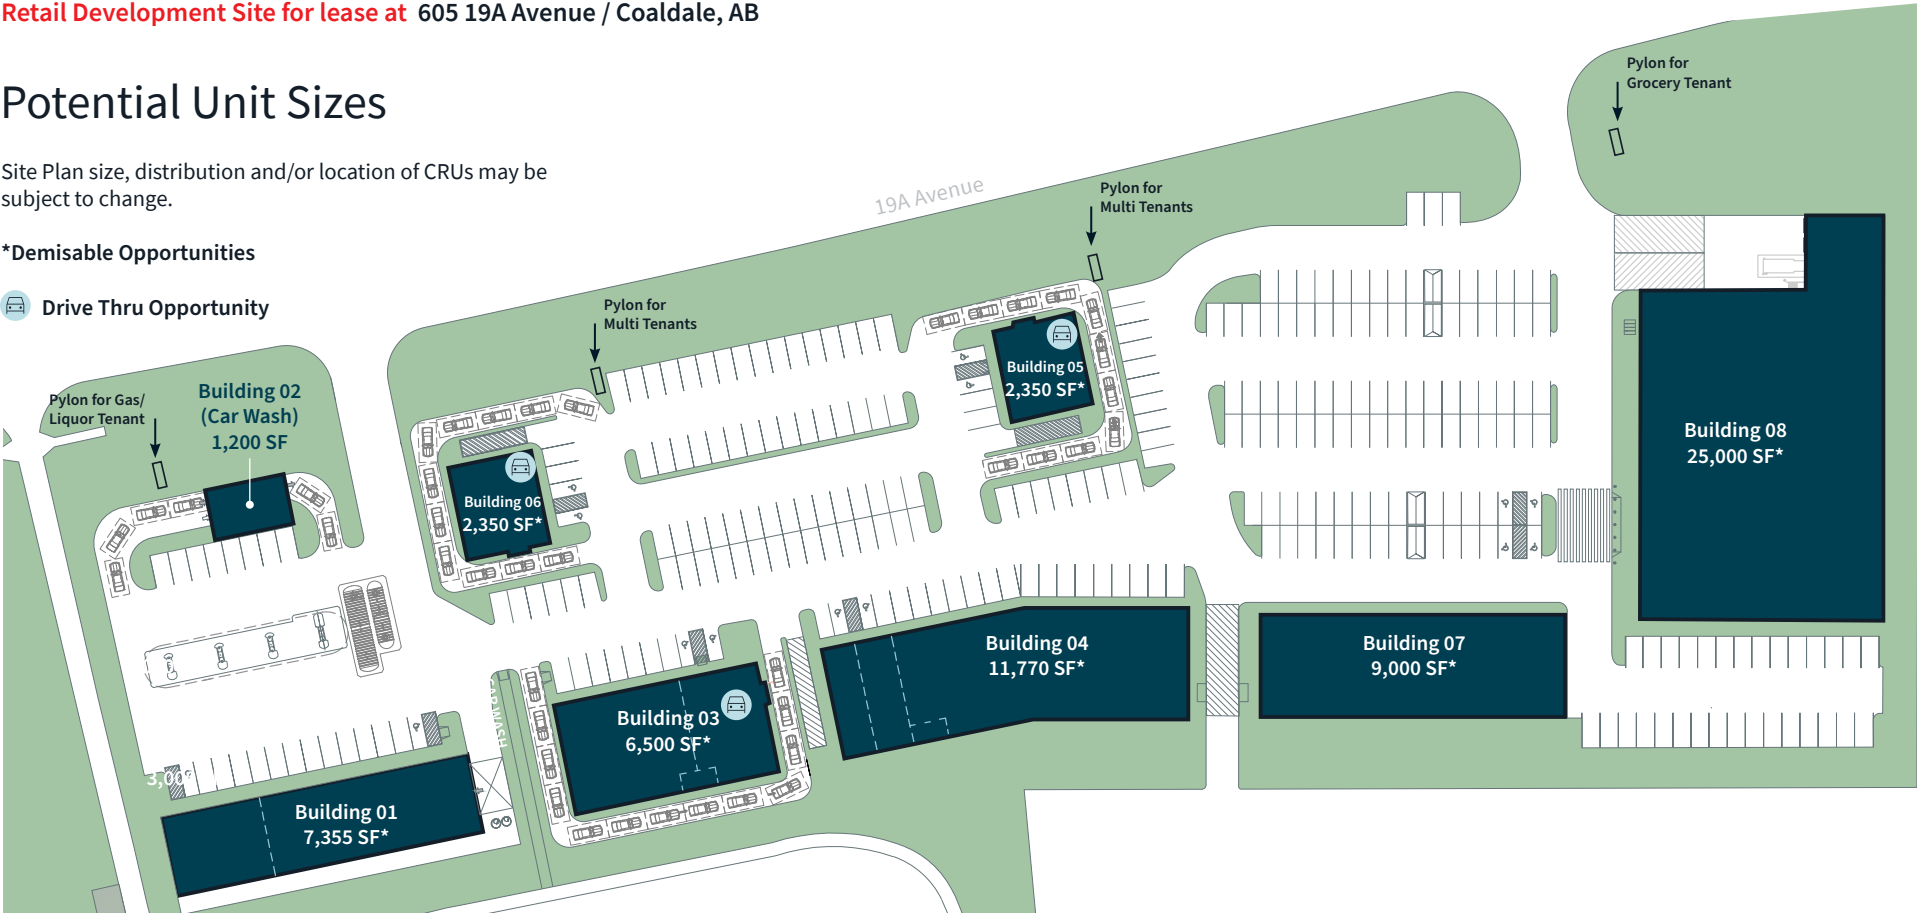 Retail Development Site for lease at 605 19A Avenue / Coaldale, AB
Potential Unit Sizes
Site Plan size, distribution and/or location of CRUs may be
subject to change.
*Demisable Opportunities
Drive Thru Opportunity
Pylon for
Grocery Tenant
19A Avenue
Pylon for
Multi Tenants
Pylon for
Multi Tenants
Pylon for Gas/
Liquor Tenant
Building 02
(Car Wash)
1,200 SF
Building 05
2,350 SF*
Building 06
2,350 SF*
Building 08
25,000 SF*
Building 04
11,770 SF*
Building 07
9,000 SF*
Building 03
6,500 SF*
CAR WASH
Building 01
7,355 SF*